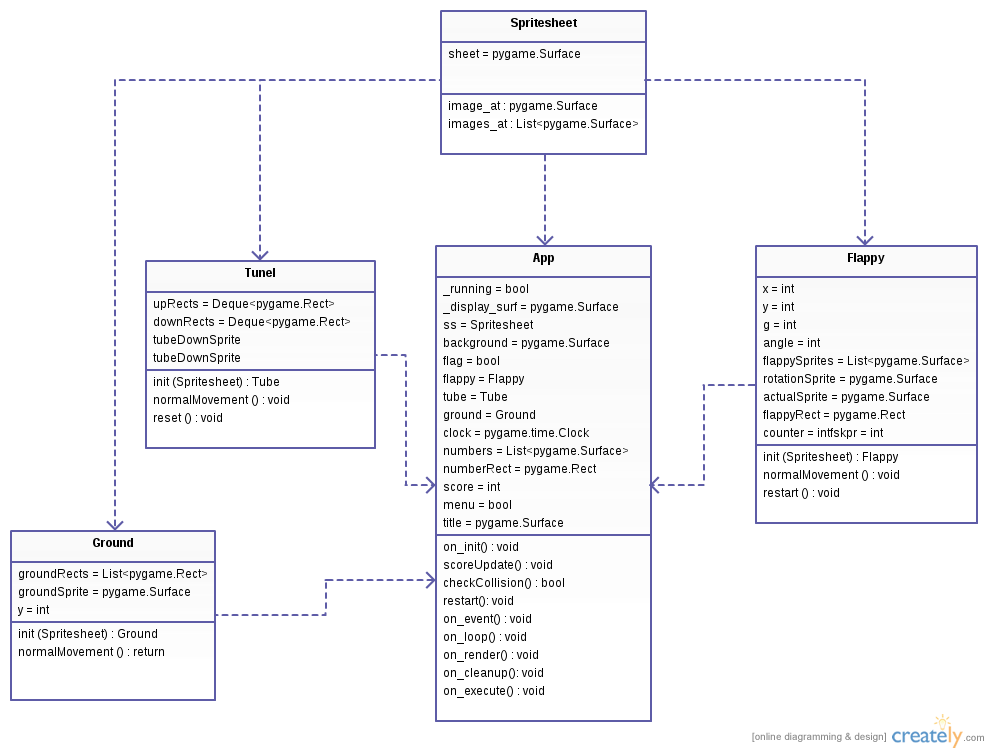 Spritesheet
sheet = pygame.Surface
image_at : pygame.Surface
images_at : List<pygame.Surface>
Tunel
upRects = Deque<pygame.Rect>
downRects = Deque<pygame.Rect>
tubeDownSprite
tubeDownSprite
init (Spritesheet) : Tube
normalMovement () : void
reset () : void
App
_running = bool
_display_surf = pygame.Surface
ss = Spritesheet
background = pygame.Surface
flag = bool
flappy = Flappy
tube = Tube
ground = Ground
clock = pygame.time.Clock
numbers = List<pygame.Surface>
numberRect = pygame.Rect
score = int
menu = bool
title = pygame.Surface
on_init() : void
scoreUpdate() : void
checkCollision() : bool
restart(): void
on_event() : void
on_loop() : void
on_render() : void
on_cleanup(): void
on_execute() : void
Flappy
x = int
y = int
g = int
angle = int
flappySprites = List<pygame.Surface>
rotationSprite = pygame.Surface
actualSprite = pygame.Surface
flappyRect = pygame.Rect
counter = intfskpr = int
init (Spritesheet) : Flappy
normalMovement () : void
restart () : void
Ground
groundRects = List<pygame.Rect>
groundSprite = pygame.Surface
y = int
init (Spritesheet) : Ground
normalMovement () : return
[online diagramming & design] creately.com